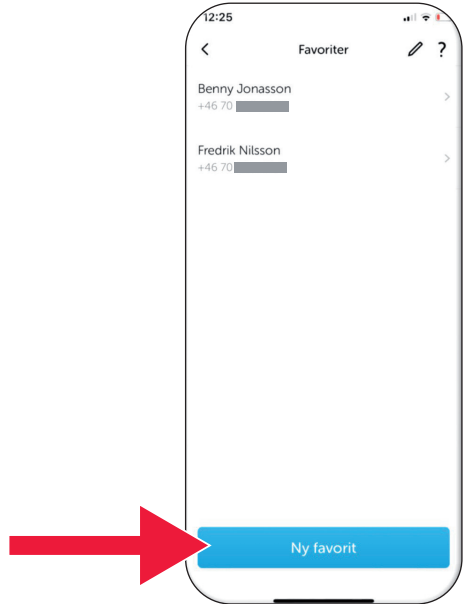 12:25
Favoriter ?
Benny Jonasson
+46 70
Fredrik Nilsson
+46 70
Ny favorit